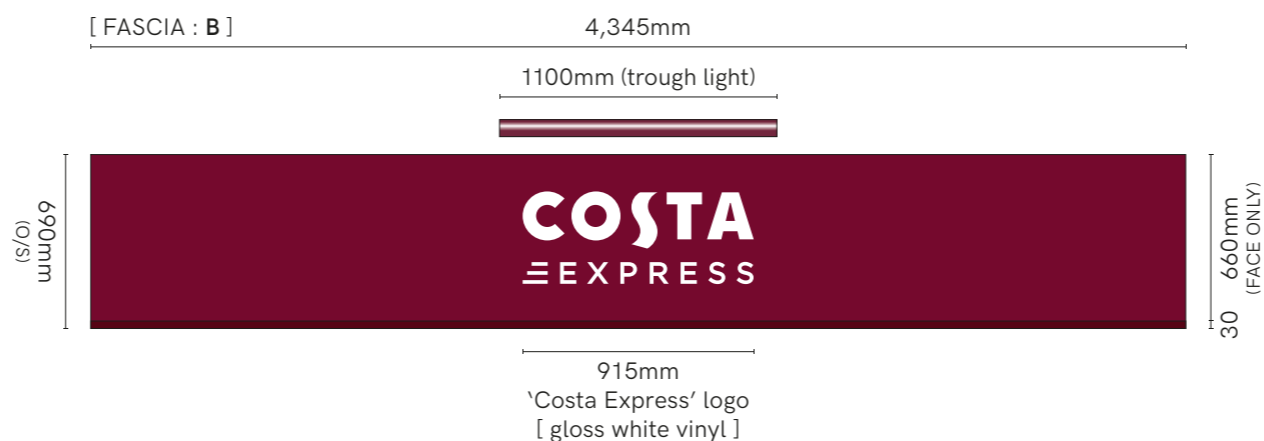 [ FASCIA : B ]
4,345mm
1100mm (trough light)
690mm
(O/S)
COSTA
EXPRESS
660mm
(FACE ONLY)
30
915mm
‘Costa Express’ logo
[ gloss white vinyl ]